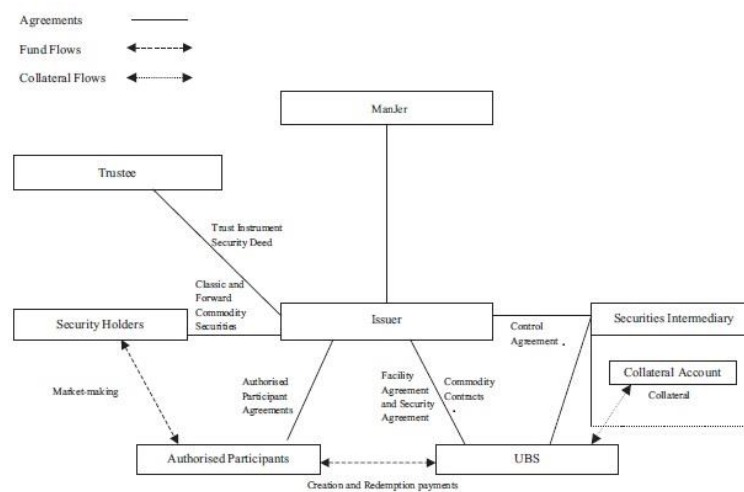 Agreements
Fund Flows
Collateral Flows
ManJer
Trustee
Trust Instrument
Security Deed
Classic and
Forward
Commodity
Securities
Security Holders
Issuer
Securities Intermediary
Control
Agreement .
Collateral Account
Collateral
Market-making
Authorised
Participant
Agreements
Facility
Agreement
and Security
Agreement
Commodity
Contracts
.
Authorised Participants
UBS
Creation and Redemption payments